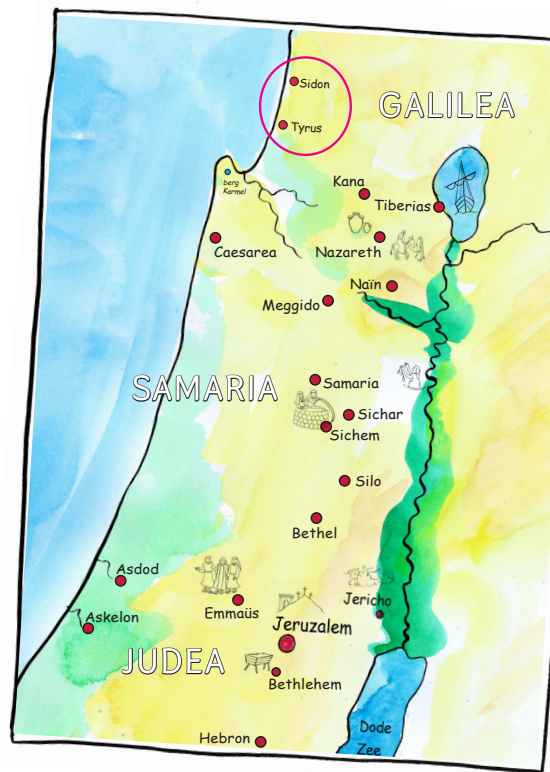 Sidon
GALILEA
Tyrus
berg
Karmel
Kana
Tiberias
Caesarea
Nazareth
Naïn
Meggido
SAMARIA
Samaria
Sichar
Sichem
Silo
Bethel
Asdod
Jericho
Emmaüs
Askelon
Jeruzalem
JUDEA
Bethlehem
Dode
Zee
Hebron